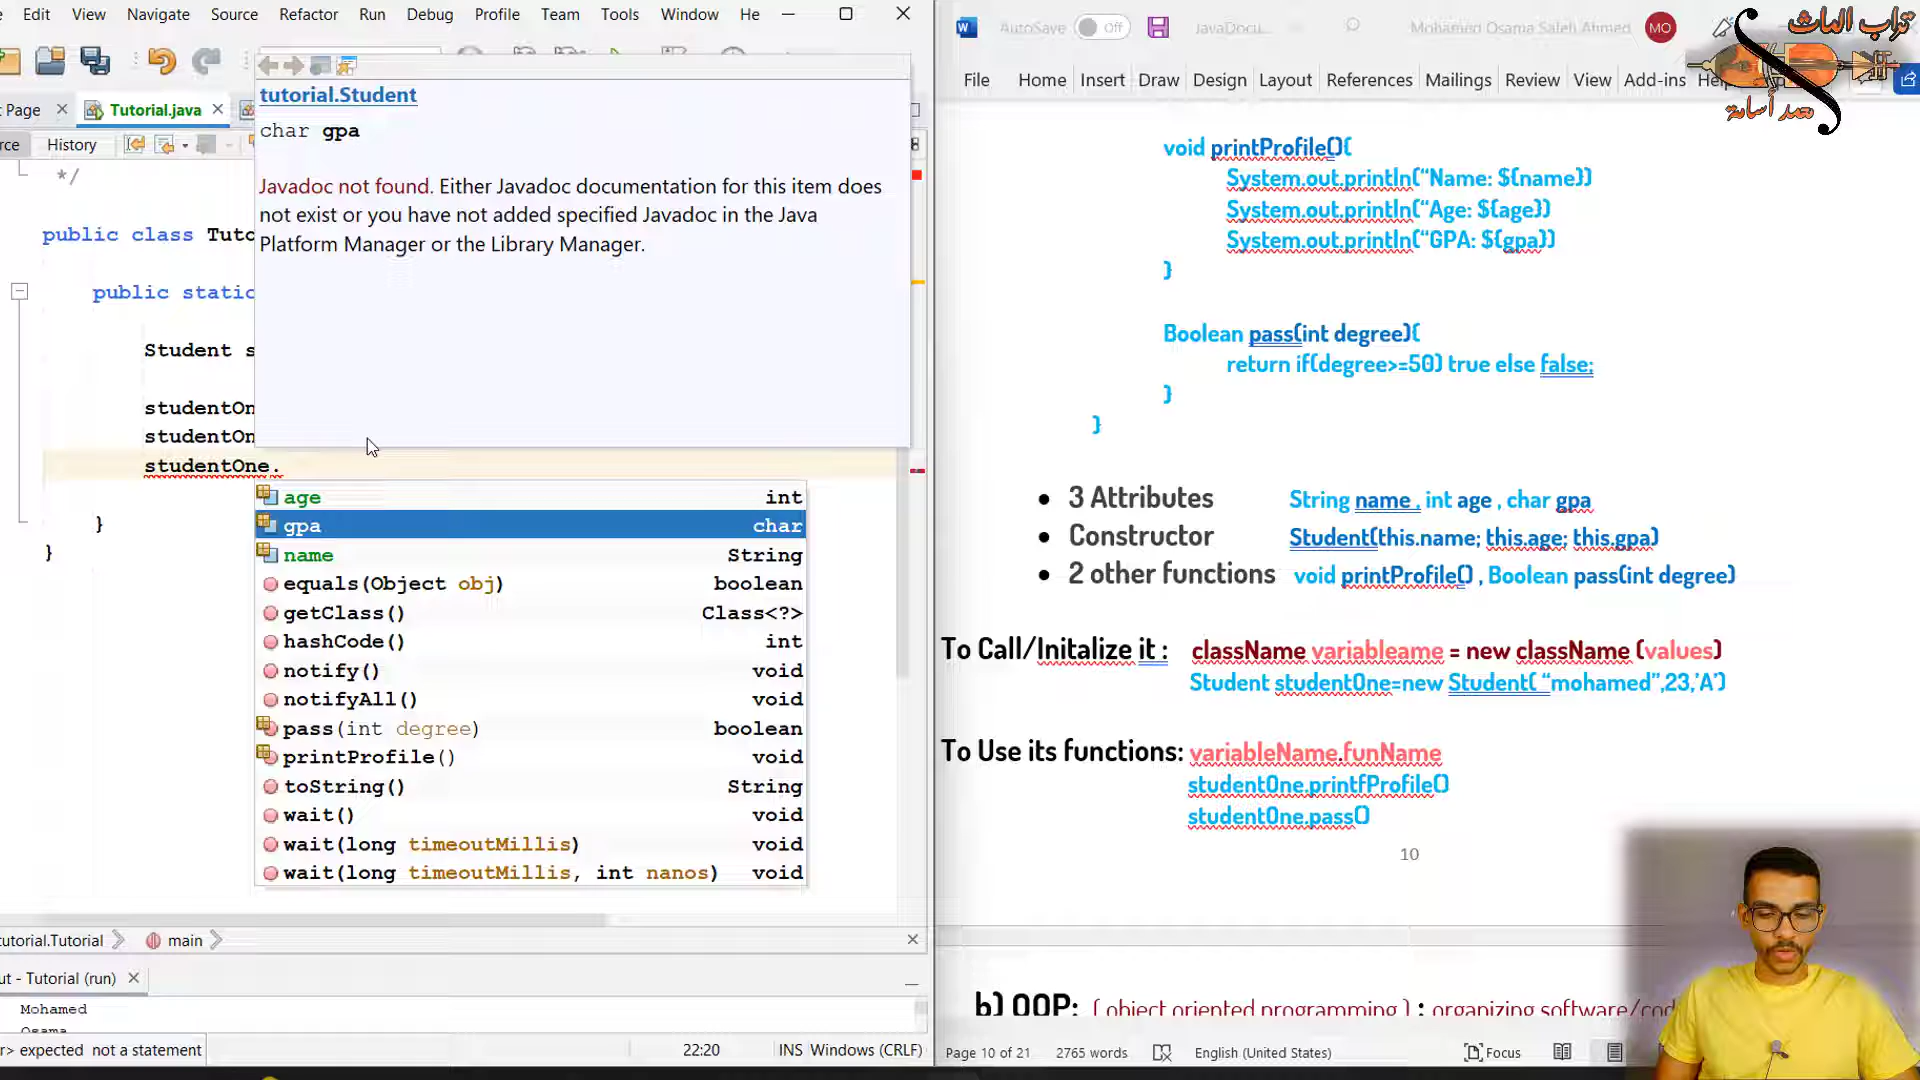 Edit View Navigate Source Refactor Run Debug Profile Team Tools Window He
t Page Tutorial.java
rce History
*/
public class Tuto
public static
Student s
studentOn
studentOn
studentOne.
}
}
tutorial.Student
char gpa
Javadoc not found. Either Javadoc documentation for this item does
not exist or you have not added specified Javadoc in the Java
Platform Manager or the Library Manager.
age int
gpa char
name String
equals(Object obj) boolean
getClass() Class<?>
hashCode() int
notify() void
notifyAll() void
pass(int degree) boolean
printProfile() void
toString() String
wait() void
wait(long timeoutMillis) void
wait(long timeoutMillis, int nanos) void
utorial.Tutorial main
ut - Tutorial (run)
Mohamed
Osama
r> expected not a statement 22:20 INS Windows (CRLF)
AutoSave Off JavaDocu... Mohamed Osama Saleh Ahmed MO
File Home Insert Draw Design Layout References Mailings Review View Add-ins Help
تراب الماث
محمد أسامة
void printProfile(){
System.out.println(“Name: ${name})
System.out.println(“Age: ${age})
System.out.println(“GPA: ${gpa})
}
Boolean pass(int degree){
return if(degree>=50) true else false;
}
}
• 3 Attributes String name , int age , char gpa
• Constructor Student(this.name; this.age; this.gpa)
• 2 other functions void printProfile() , Boolean pass(int degree)
To Call/Initalize it : className variableame = new className (values)
Student studentOne=new Student( “mohamed”,23,’A’)
To Use its functions: variableName.funName
studentOne.printfProfile()
studentOne.pass()
10
b) OOP: ( object oriented programming ) : organizing software/cod
Page 10 of 21 2765 words English (United States) Focus